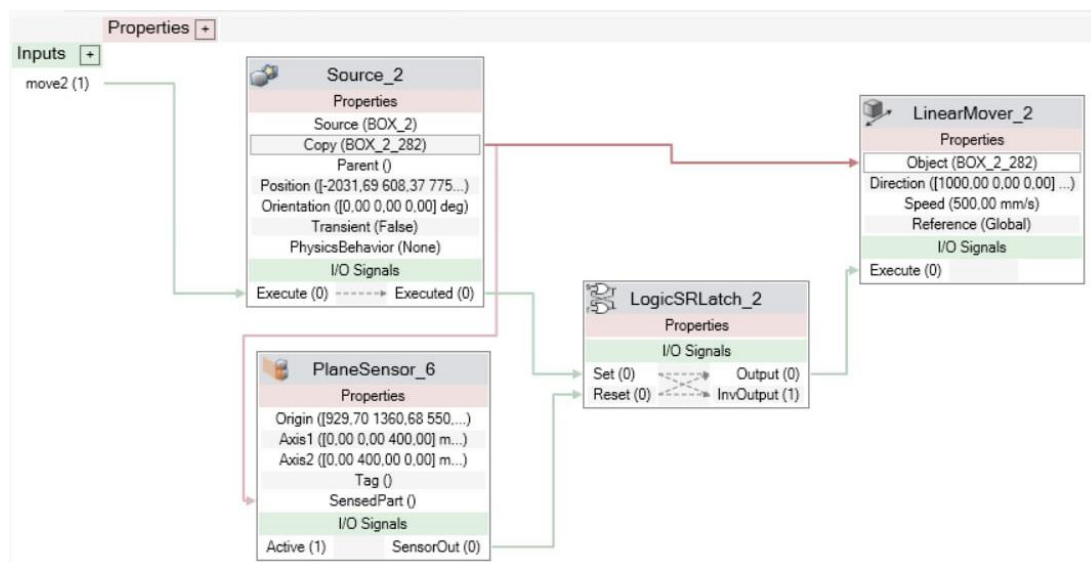 Properties +
Inputs +
move2 (1)
Source_2
Properties
Source (BOX_2)
Copy (BOX_2_282)
Parent ()
Position ([-2031,69 608,37 775...)
Orientation ([0,00 0,00 0,00] deg)
Transient (False)
PhysicsBehavior (None)
I/O Signals
Execute (0) Executed (0)
PlaneSensor_6
Properties
Origin ([929,70 1360,68 550,...)
Axis1 ([0,00 0,00 400,00] m...)
Axis2 ([0,00 400,00 0,00] m...)
Tag ()
SensedPart ()
I/O Signals
Active (1) SensorOut (0)
LogicSRLatch_2
Properties
I/O Signals
Set (0) Output (0)
Reset (0) InvOutput (1)
LinearMover_2
Properties
Object (BOX_2_282)
Direction ([1000,00 0,00 0,00] ...)
Speed (500,00 mm/s)
Reference (Global)
I/O Signals
Execute (0)